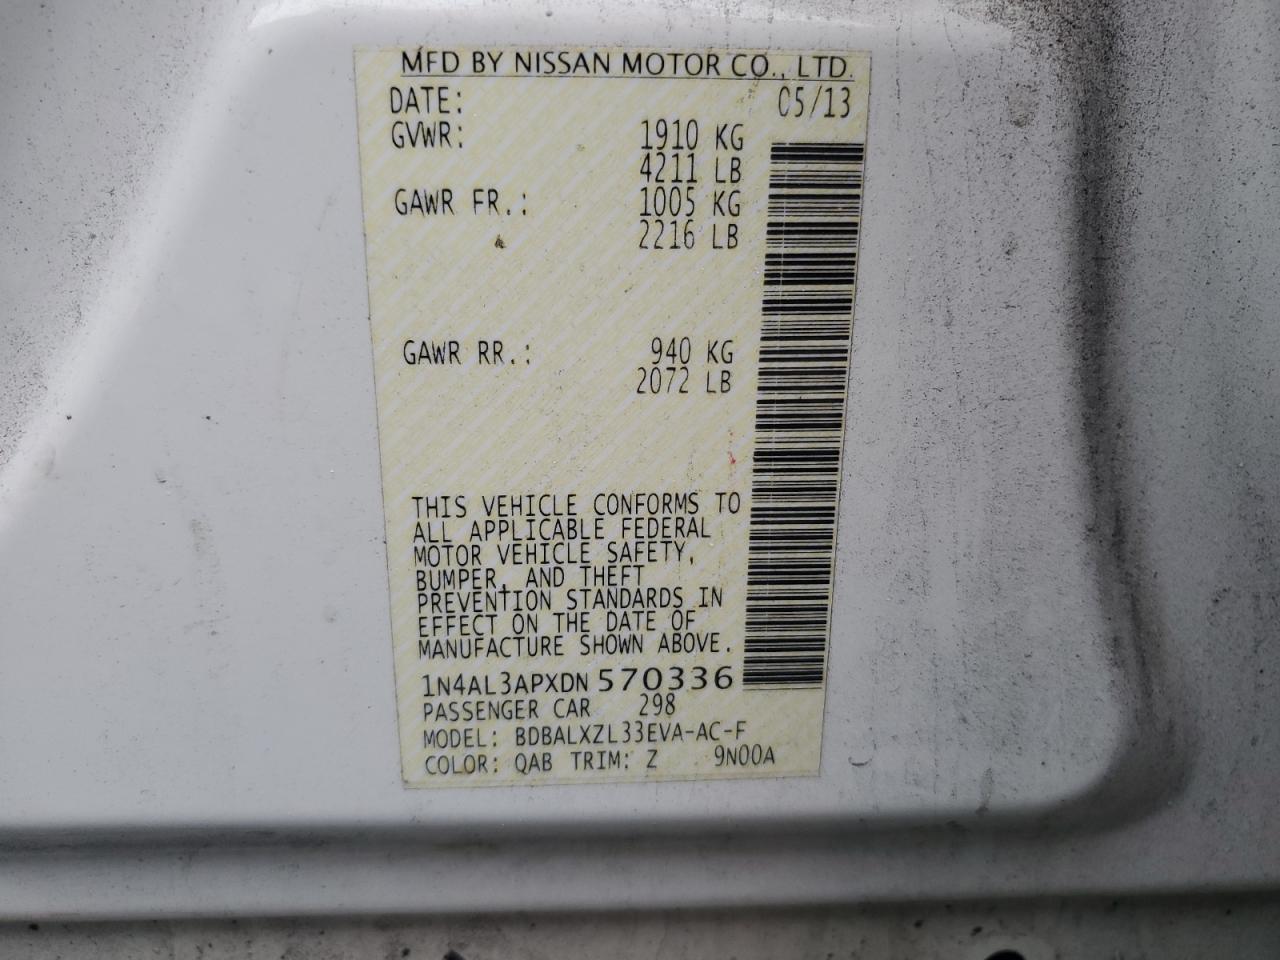 MFD BY NISSAN MOTOR CO., LTD.
DATE: 05/13
GVWR: 1910 KG
4211 LB
GAWR FR.: 1005 KG
2216 LB
GAWR RR.: 940 KG
2072 LB
THIS VEHICLE CONFORMS TO
ALL APPLICABLE FEDERAL
MOTOR VEHICLE SAFETY,
BUMPER, AND THEFT
PREVENTION STANDARDS IN
EFFECT ON THE DATE OF
MANUFACTURE SHOWN ABOVE.
1N4AL3APXDN570336
PASSENGER CAR 298
MODEL: BDBALXZL33EVA-AC-F
COLOR: QAB TRIM: Z 9N00A